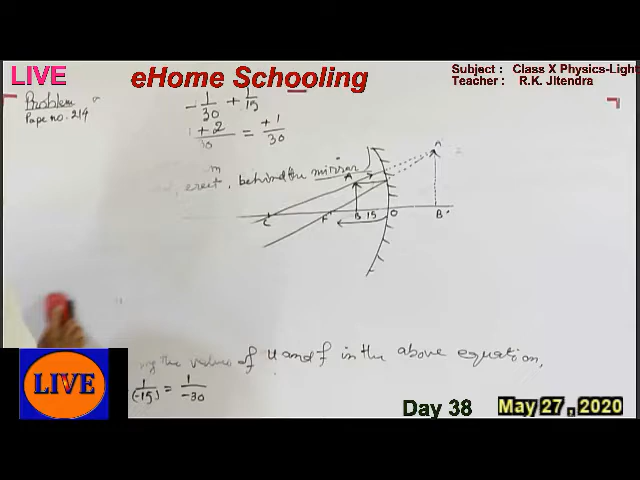 LIVE
eHome Schooling
Subject : Class X Physics-Light
Teacher : R.K. Jitendra
Problem
Page no. 214
- 1/30 + 1/15
+ 2/30 = + 1/30
erect, behind the mirror)
A
C F B 15 O B'
the values of u and f in the above equation,
1/(-15) = 1/-30
LIVE
Day 38
May 27 , 2020